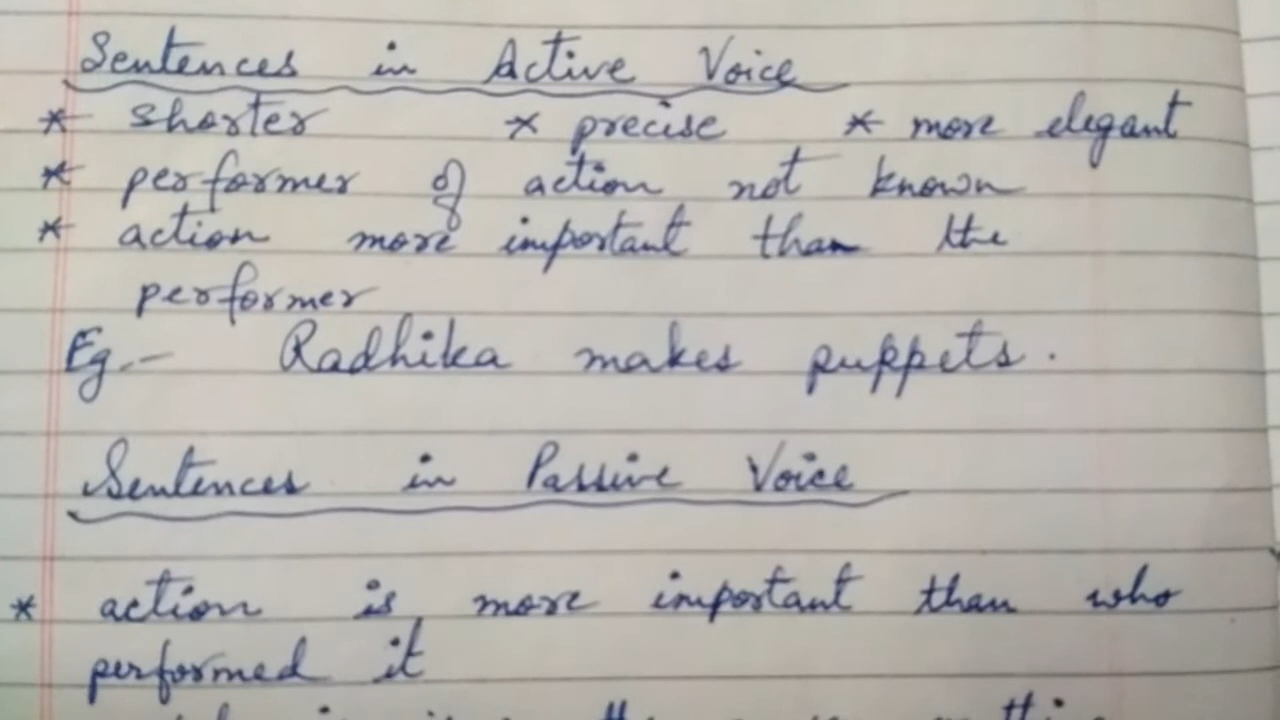 Sentences in Active Voice
* shorter * precise * more elegant
* performer of action not known
* action more important than the
performer
Eg.- Radhika makes puppets.
Sentences in Passive Voice
* action is more important than who
performed it